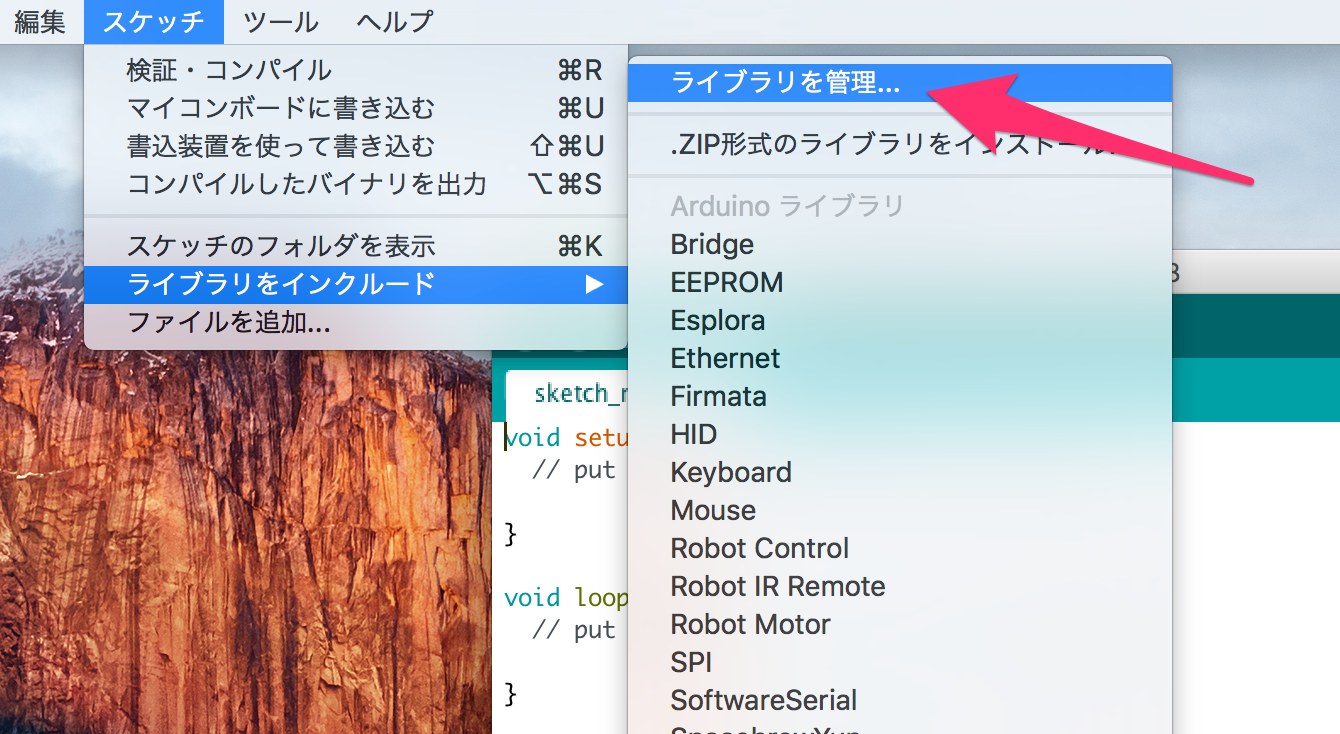 編集 スケッチ ツール ヘルプ
検証・コンパイル ⌘R
マイコンボードに書き込む ⌘U
書込装置を使って書き込む ⇧⌘U
コンパイルしたバイナリを出力 ⌥⌘S
スケッチのフォルダを表示 ⌘K
ライブラリをインクルード ▶
ファイルを追加...
ライブラリを管理...
.ZIP形式のライブラリをインストール
Arduino ライブラリ
Bridge
EEPROM
Esplora
Ethernet
Firmata
HID
Keyboard
Mouse
Robot Control
Robot IR Remote
Robot Motor
SPI
SoftwareSerial
sketch_
void setu
// put
}
void loop
// put
}